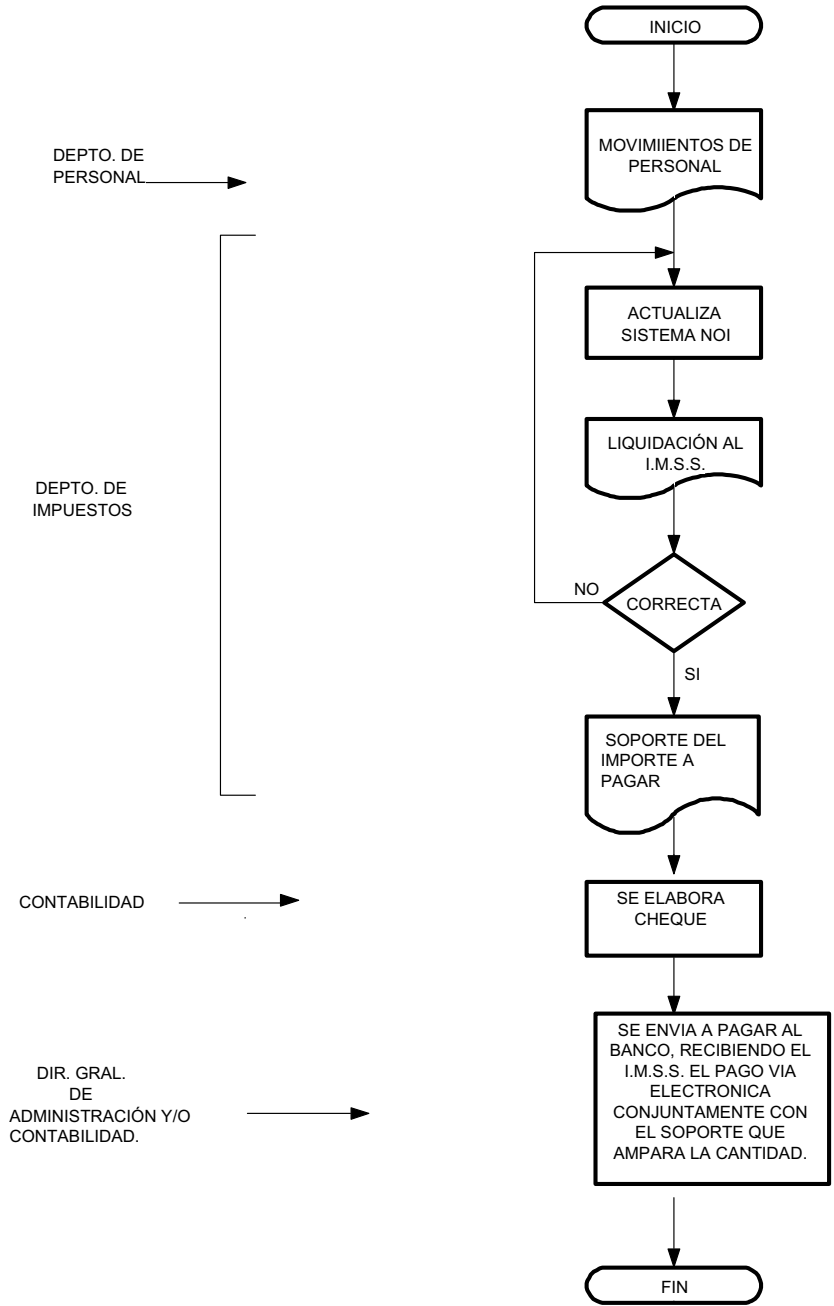 INICIO
MOVIMIIENTOS DE
PERSONAL
DEPTO. DE
PERSONAL
ACTUALIZA
SISTEMA NOI
LIQUIDACIÓN AL
I.M.S.S.
DEPTO. DE
IMPUESTOS
NO
CORRECTA
SI
SOPORTE DEL
IMPORTE A
PAGAR
CONTABILIDAD
SE ELABORA
CHEQUE
DIR. GRAL.
DE
ADMINISTRACIÓN Y/O
CONTABILIDAD.
SE ENVIA A PAGAR AL
BANCO, RECIBIENDO EL
I.M.S.S. EL PAGO VIA
ELECTRONICA
CONJUNTAMENTE CON
EL SOPORTE QUE
AMPARA LA CANTIDAD.
FIN